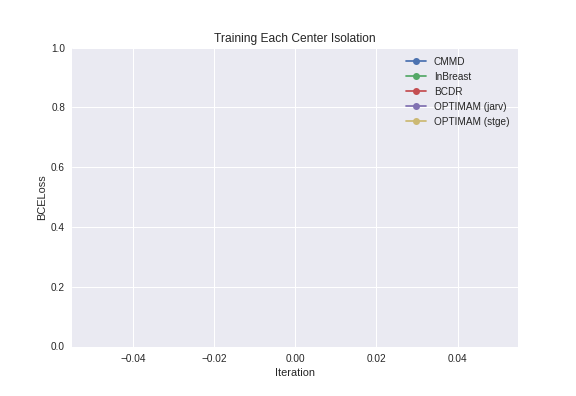 Training Each Center Isolation
1.0
0.8
0.6
0.4
0.2
0.0
BCELoss
CMMD
InBreast
BCDR
OPTIMAM (jarv)
OPTIMAM (stge)
−0.04
−0.02
0.00
0.02
0.04
Iteration